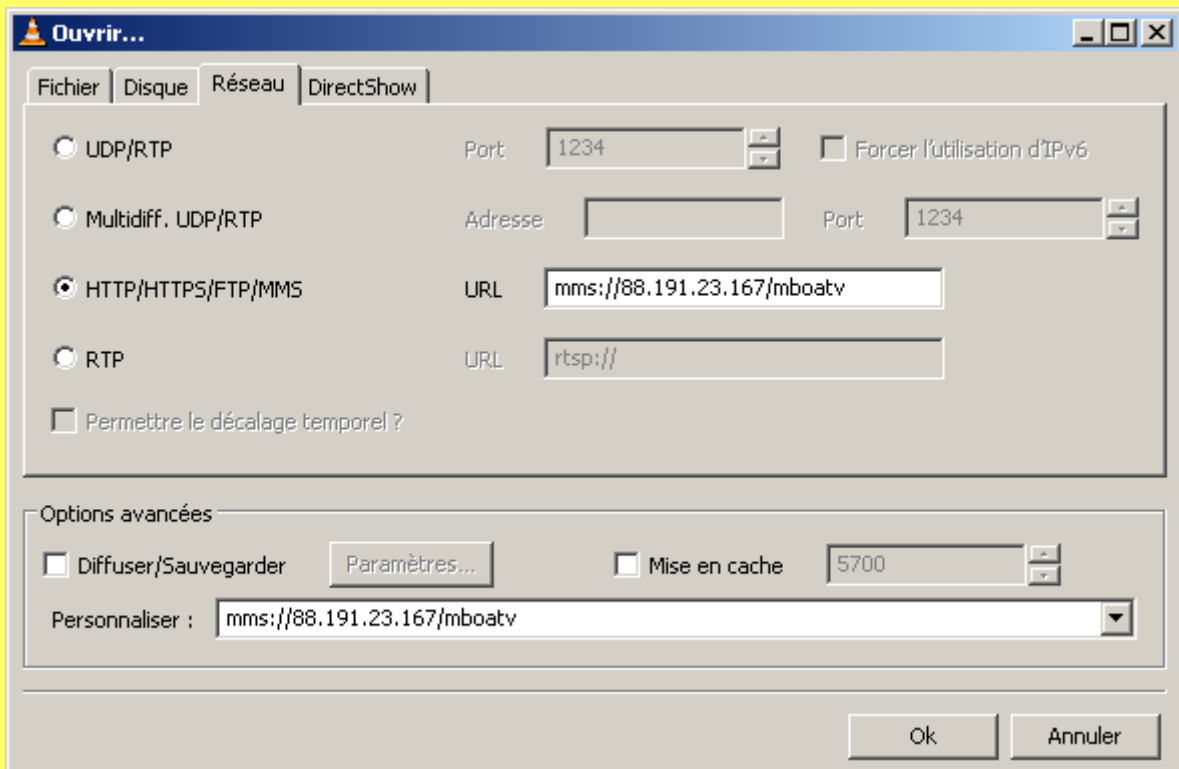 Ouvrir...
Fichier Disque Réseau DirectShow
UDP/RTP Port 1234 Forcer l'utilisation d'IPv6
Multidiff. UDP/RTP Adresse Port 1234
HTTP/HTTPS/FTP/MMS URL mms://88.191.23.167/mboatv
RTP URL rtsp://
Permettre le décalage temporel ?
Options avancées
Diffuser/Sauvegarder Paramètres... Mise en cache 5700
Personnaliser : mms://88.191.23.167/mboatv
Ok Annuler